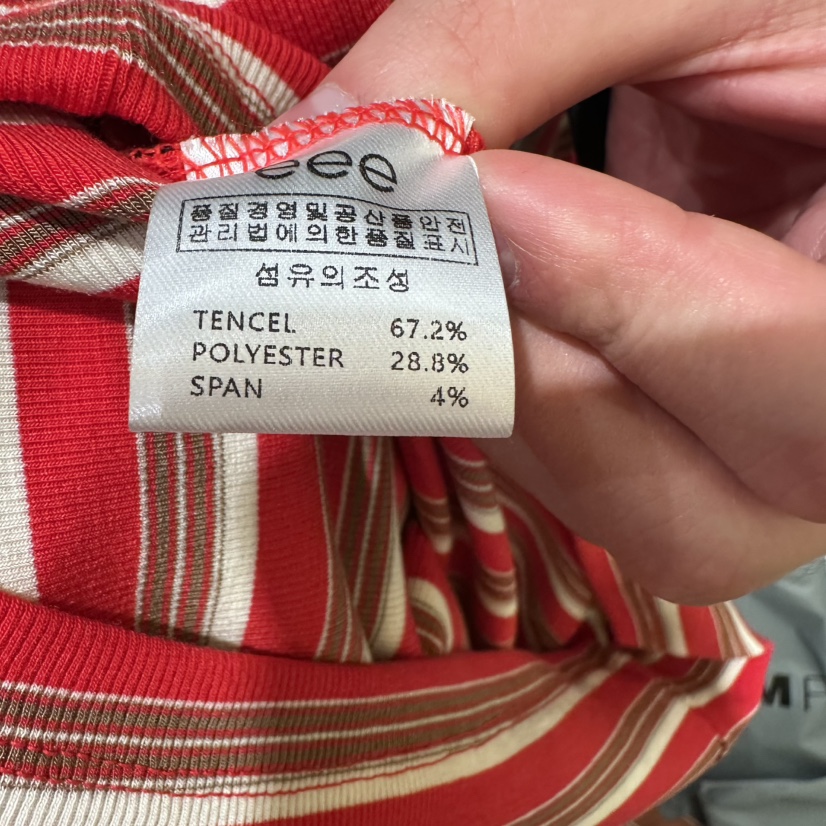 eee
품질경영및공산품안전
관리법에의한품질표시
섬유의조성
TENCEL 67.2%
POLYESTER 28.8%
SPAN 4%